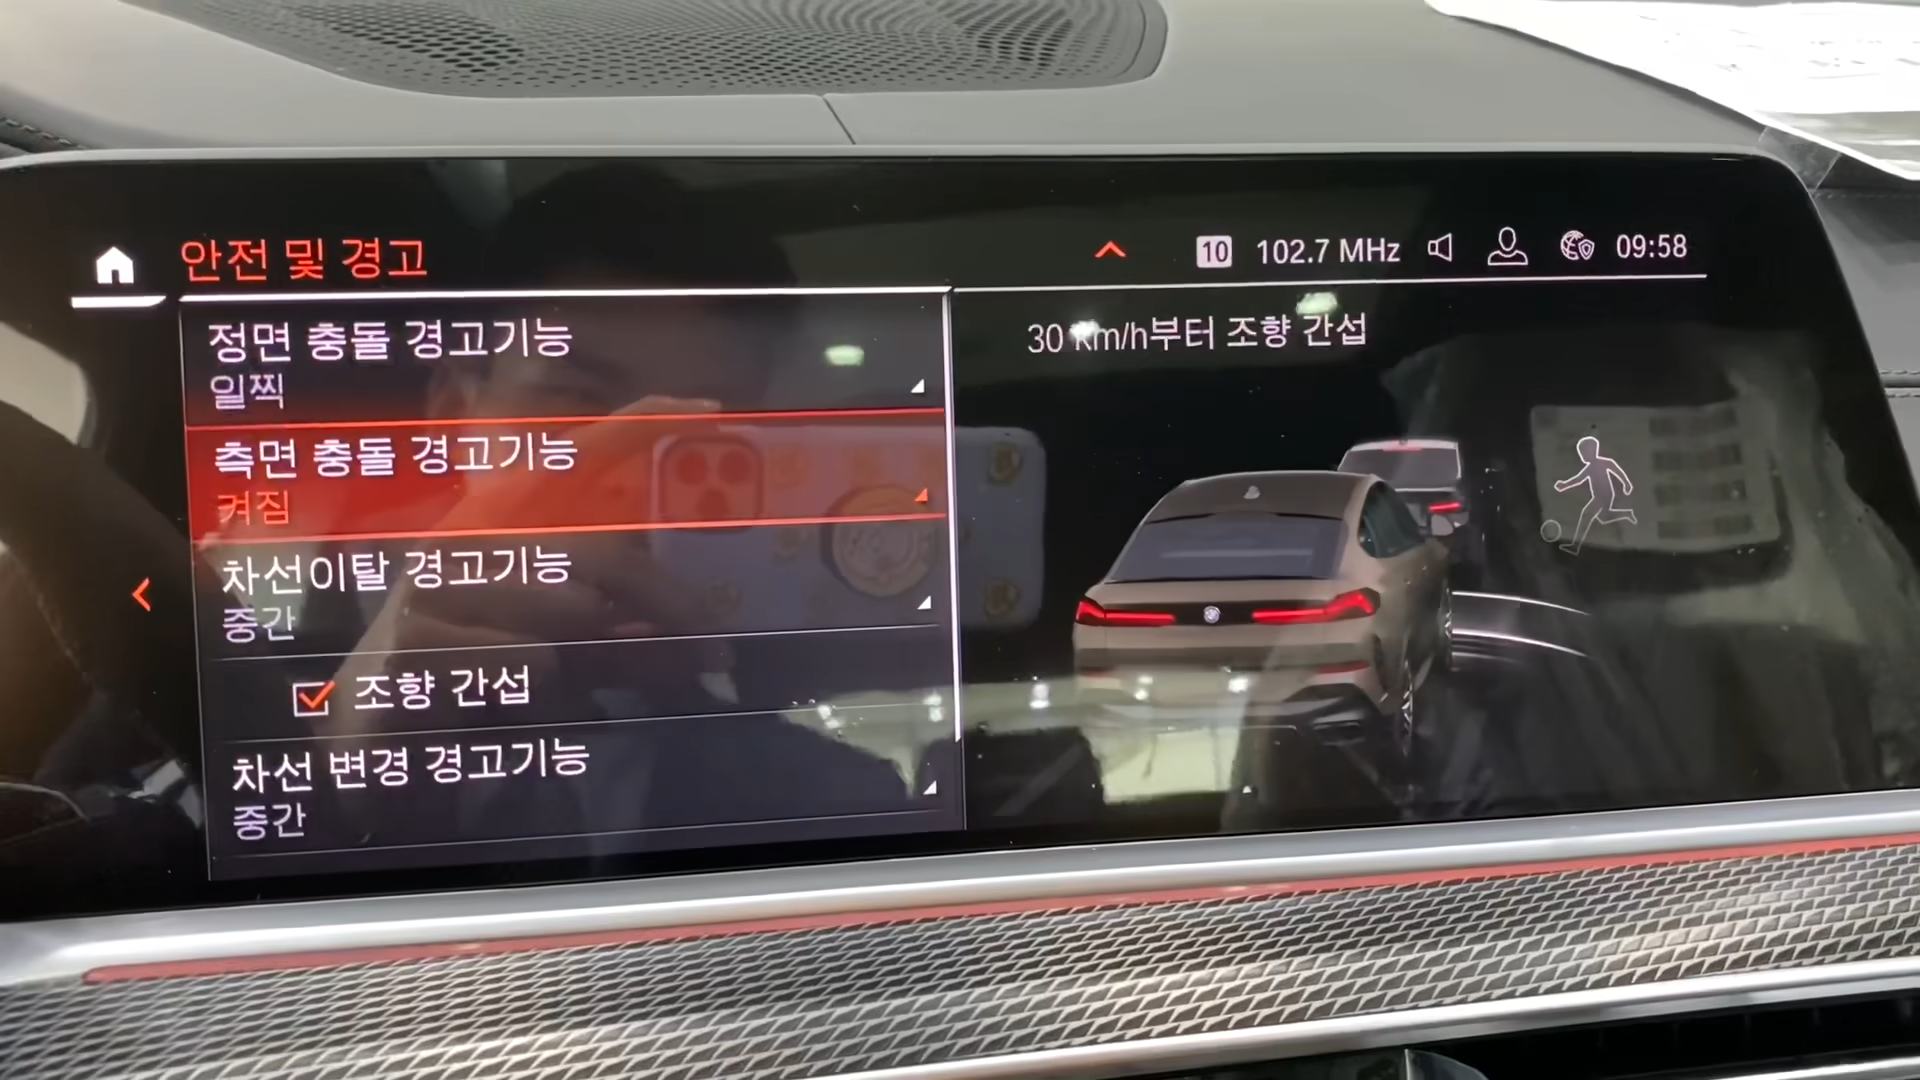 안전 및 경고
10 102.7 MHz 09:58
정면 충돌 경고기능
일찍
측면 충돌 경고기능
켜짐
차선이탈 경고기능
중간
조향 간섭
차선 변경 경고기능
중간
30 km/h부터 조향 간섭